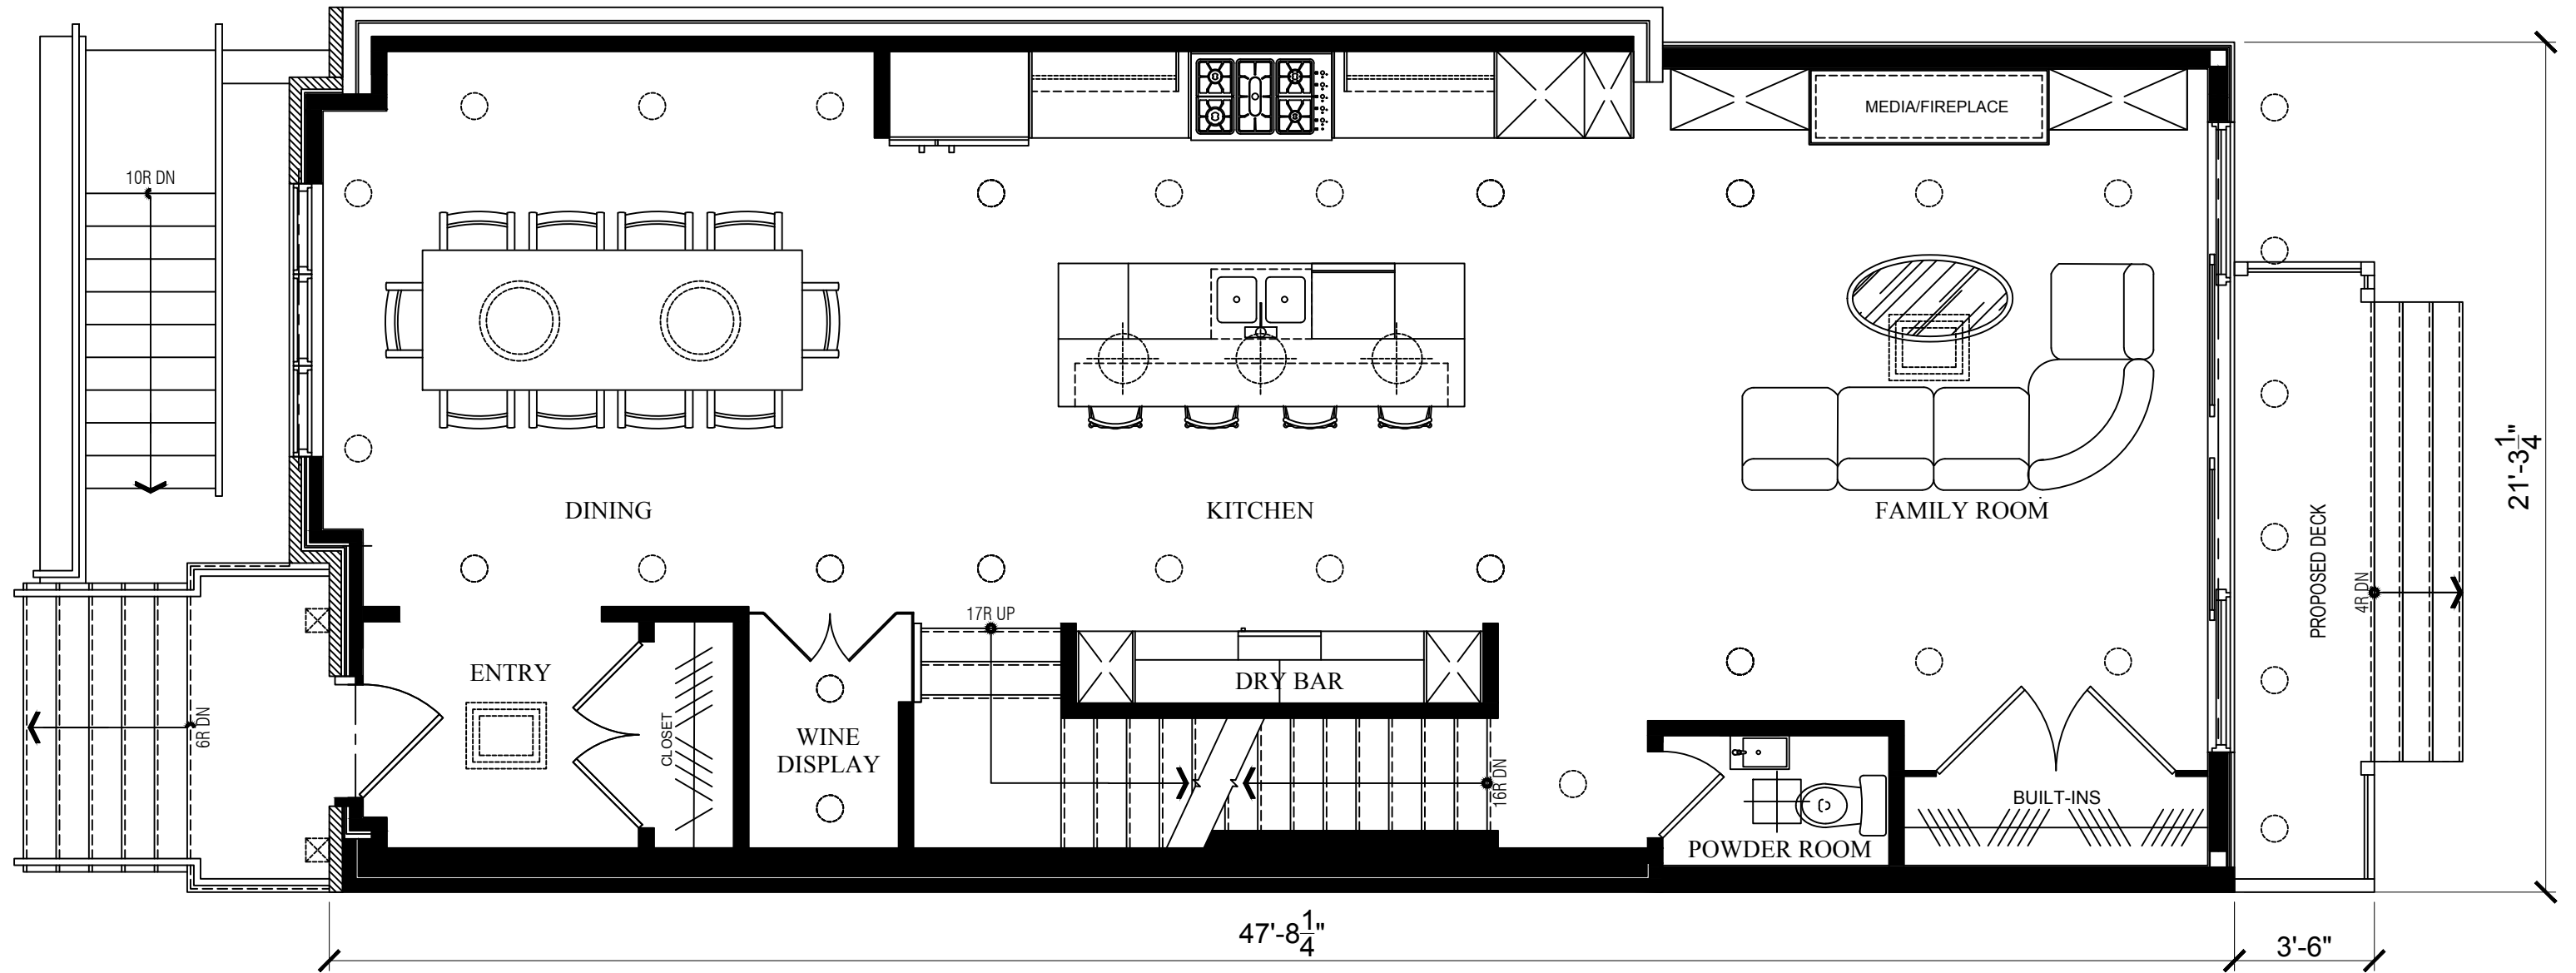 MEDIA/FIREPLACE
10R DN
21'-3 1/4"
DINING
KITCHEN
FAMILY ROOM
PROPOSED DECK
4R DN
17R UP
ENTRY
CLOSET
WINE
DISPLAY
DRY BAR
6R DN
16R DN
BUILT-INS
POWDER ROOM
47'-8 1/4"
3'-6"